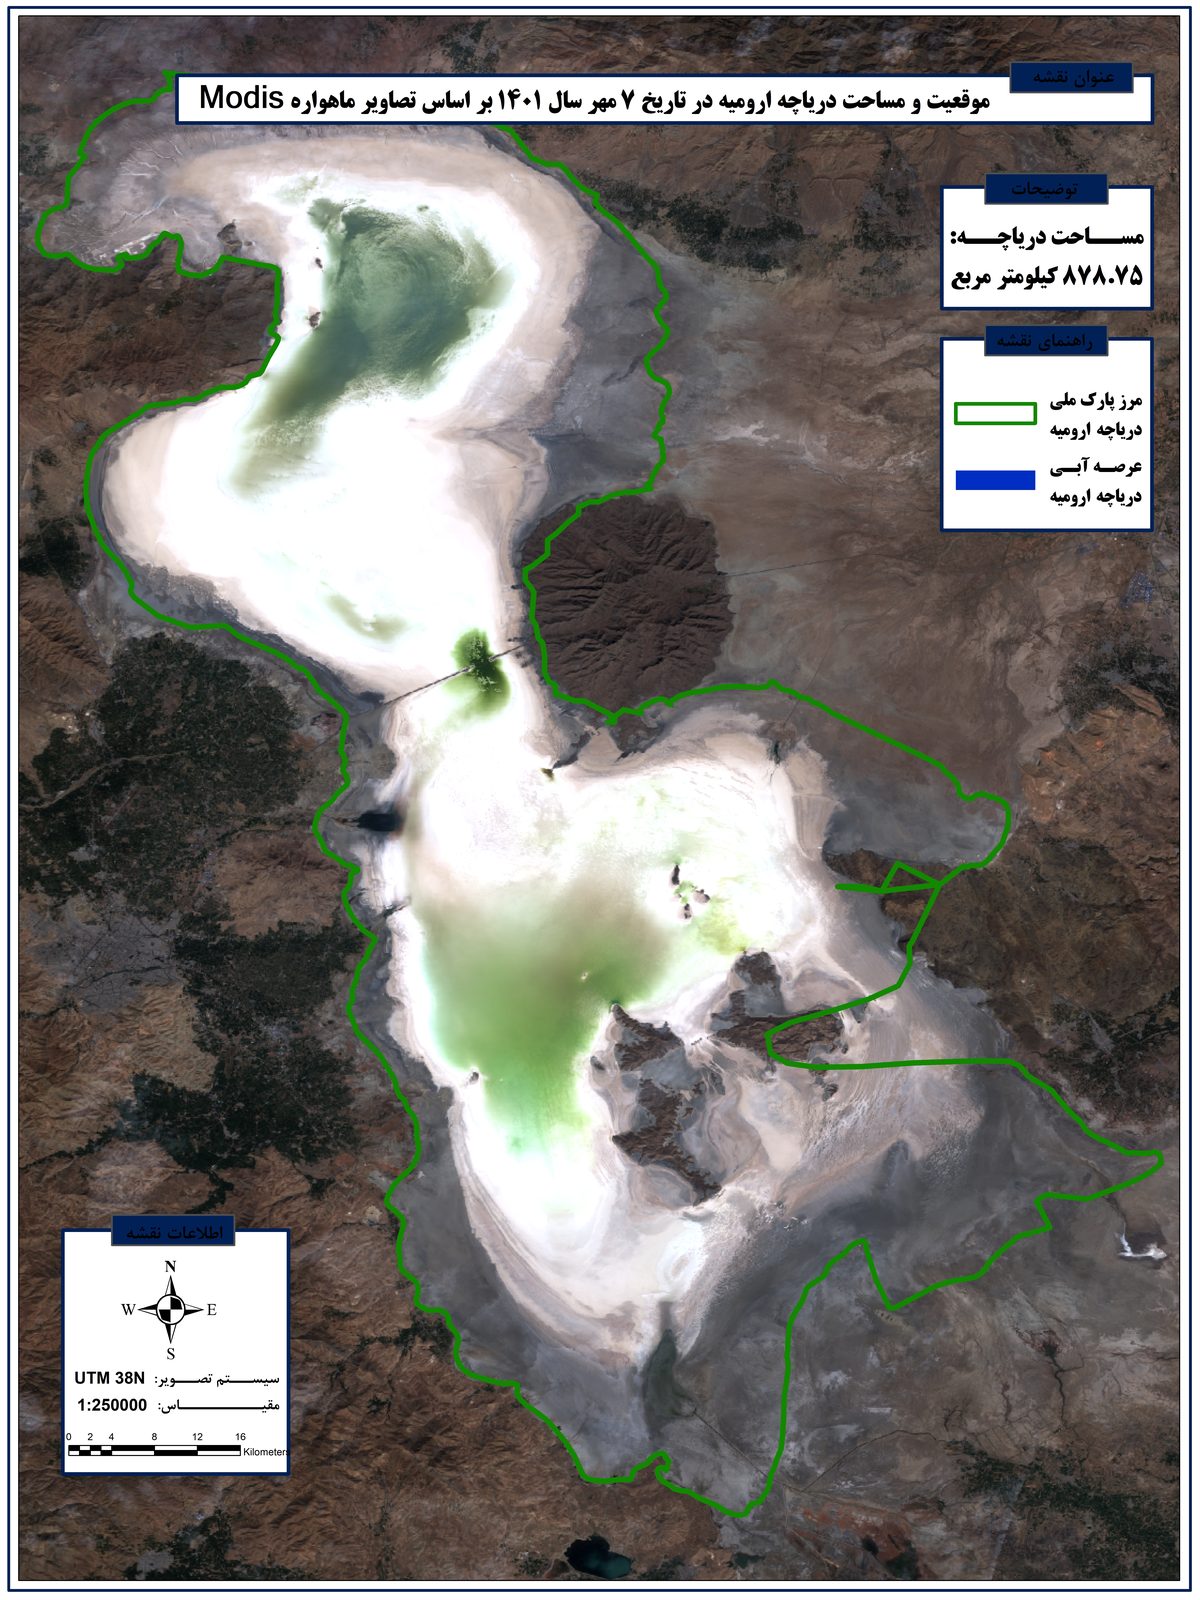 عنوان نقشه
موقعیت و مساحت دریاچه ارومیه در تاریخ ۷ مهر سال ۱۴۰۱ بر اساس تصاویر ماهواره Modis
توضیحات
مساحت دریاچه:
۸۷۸.۷۵ کیلومتر مربع
راهنمای نقشه
مرز پارک ملی
دریاچه ارومیه
عرصه آبی
دریاچه ارومیه
اطلاعات نقشه
N
W E
S
سیستم تصویر: UTM 38N
مقیاس: 1:250000
0 2 4 8 12 16
Kilometers